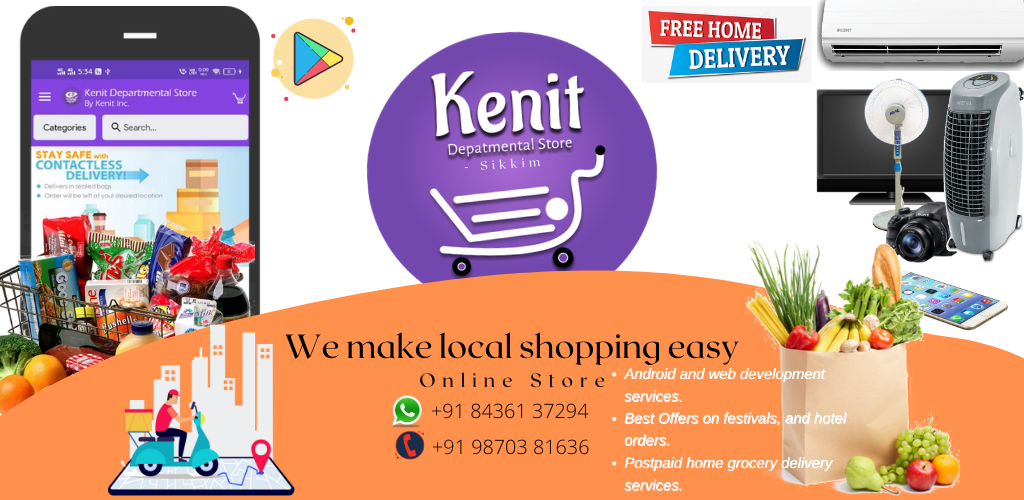 5:34
Kenit Departmental Store
By Kenit Inc.
Categories
Search...
STAY SAFE with
CONTACTLESS
DELIVERY!
Delivery in sealed bags
Order will be left at your desired location
FREE HOME
DELIVERY
Kenit
Depatmental Store
- Sikkim
We make local shopping easy
Online Store
+91 84361 37294
+91 98703 81636
• Android and web development
services.
• Best Offers on festivals, and hotel
orders.
• Postpaid home grocery delivery
services.